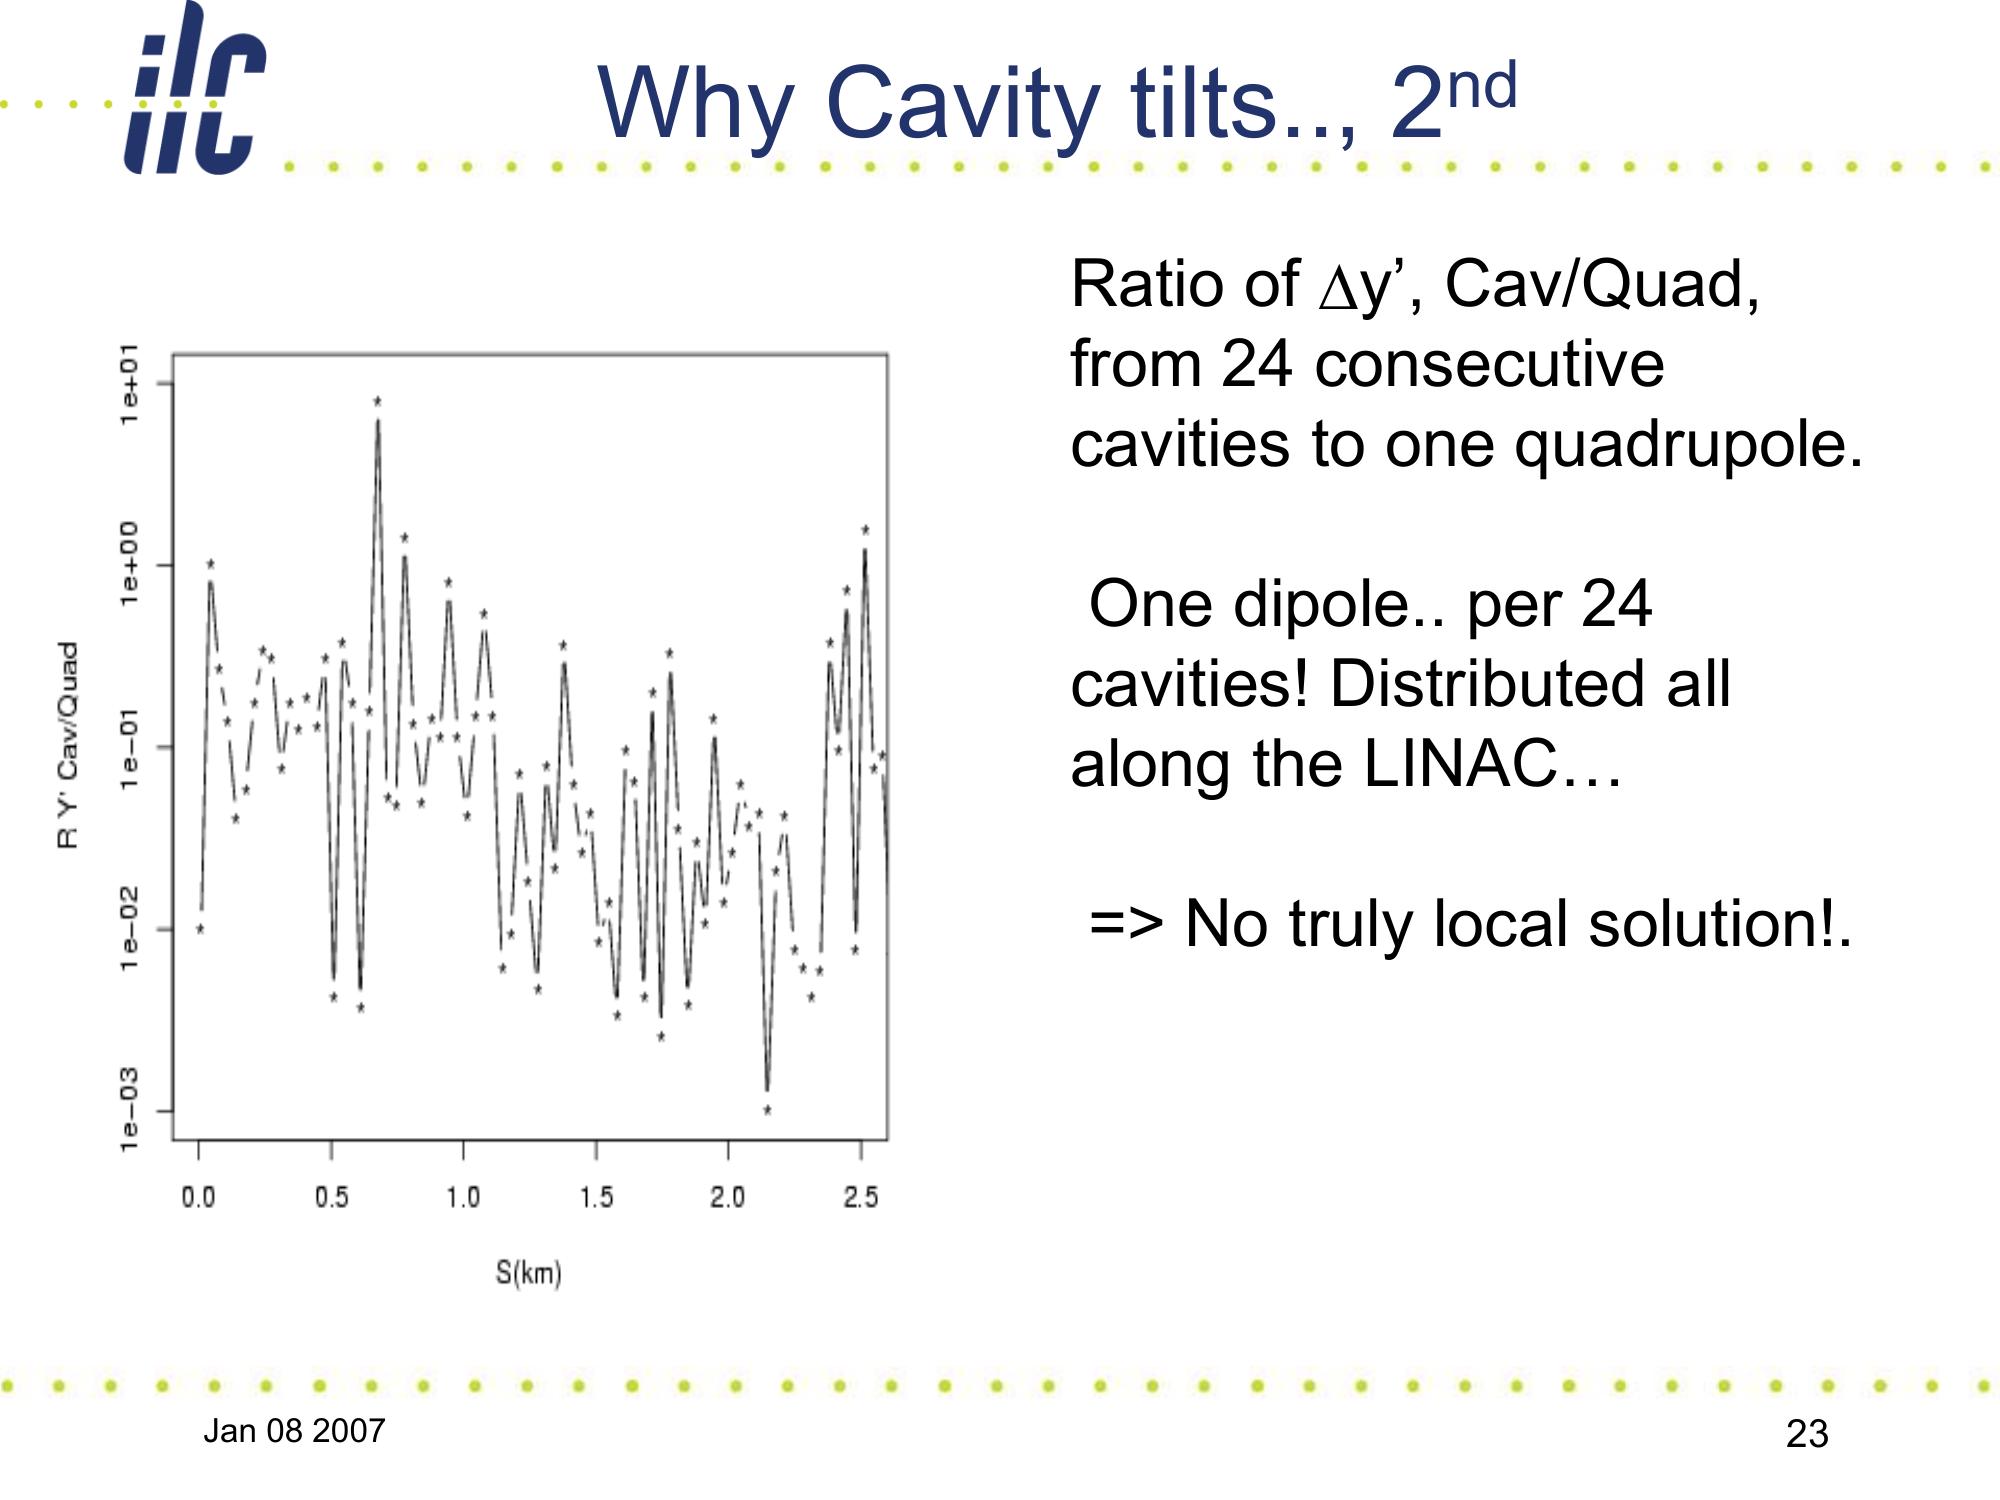 ilc
Why Cavity tilts.., 2nd
Ratio of Δy’, Cav/Quad,
from 24 consecutive
cavities to one quadrupole.
One dipole.. per 24
cavities! Distributed all
along the LINAC…
=> No truly local solution!.
R Y' Cav/Quad
1e+01
1e+00
1e−01
1e−02
1e−03
0.0 0.5 1.0 1.5 2.0 2.5
S(km)
Jan 08 2007
23